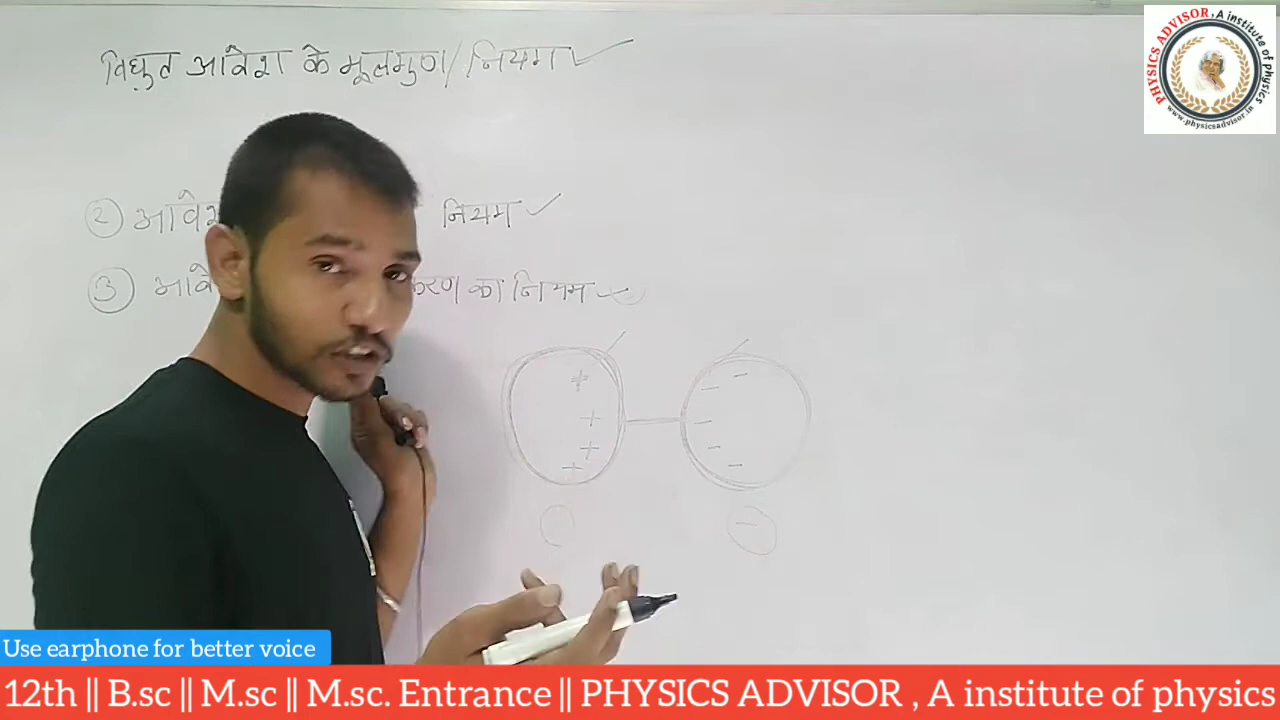 विद्युत आवेश के मूलगुण/नियम
② आवेश नियम
③ आवे करण का नियम
+ -
+ -
+ -
+ -
-
-
PHYSICS ADVISOR, A institute of physics
www.physicsadvisor.in
Use earphone for better voice
12th || B.sc || M.sc || M.sc. Entrance || PHYSICS ADVISOR , A institute of physics